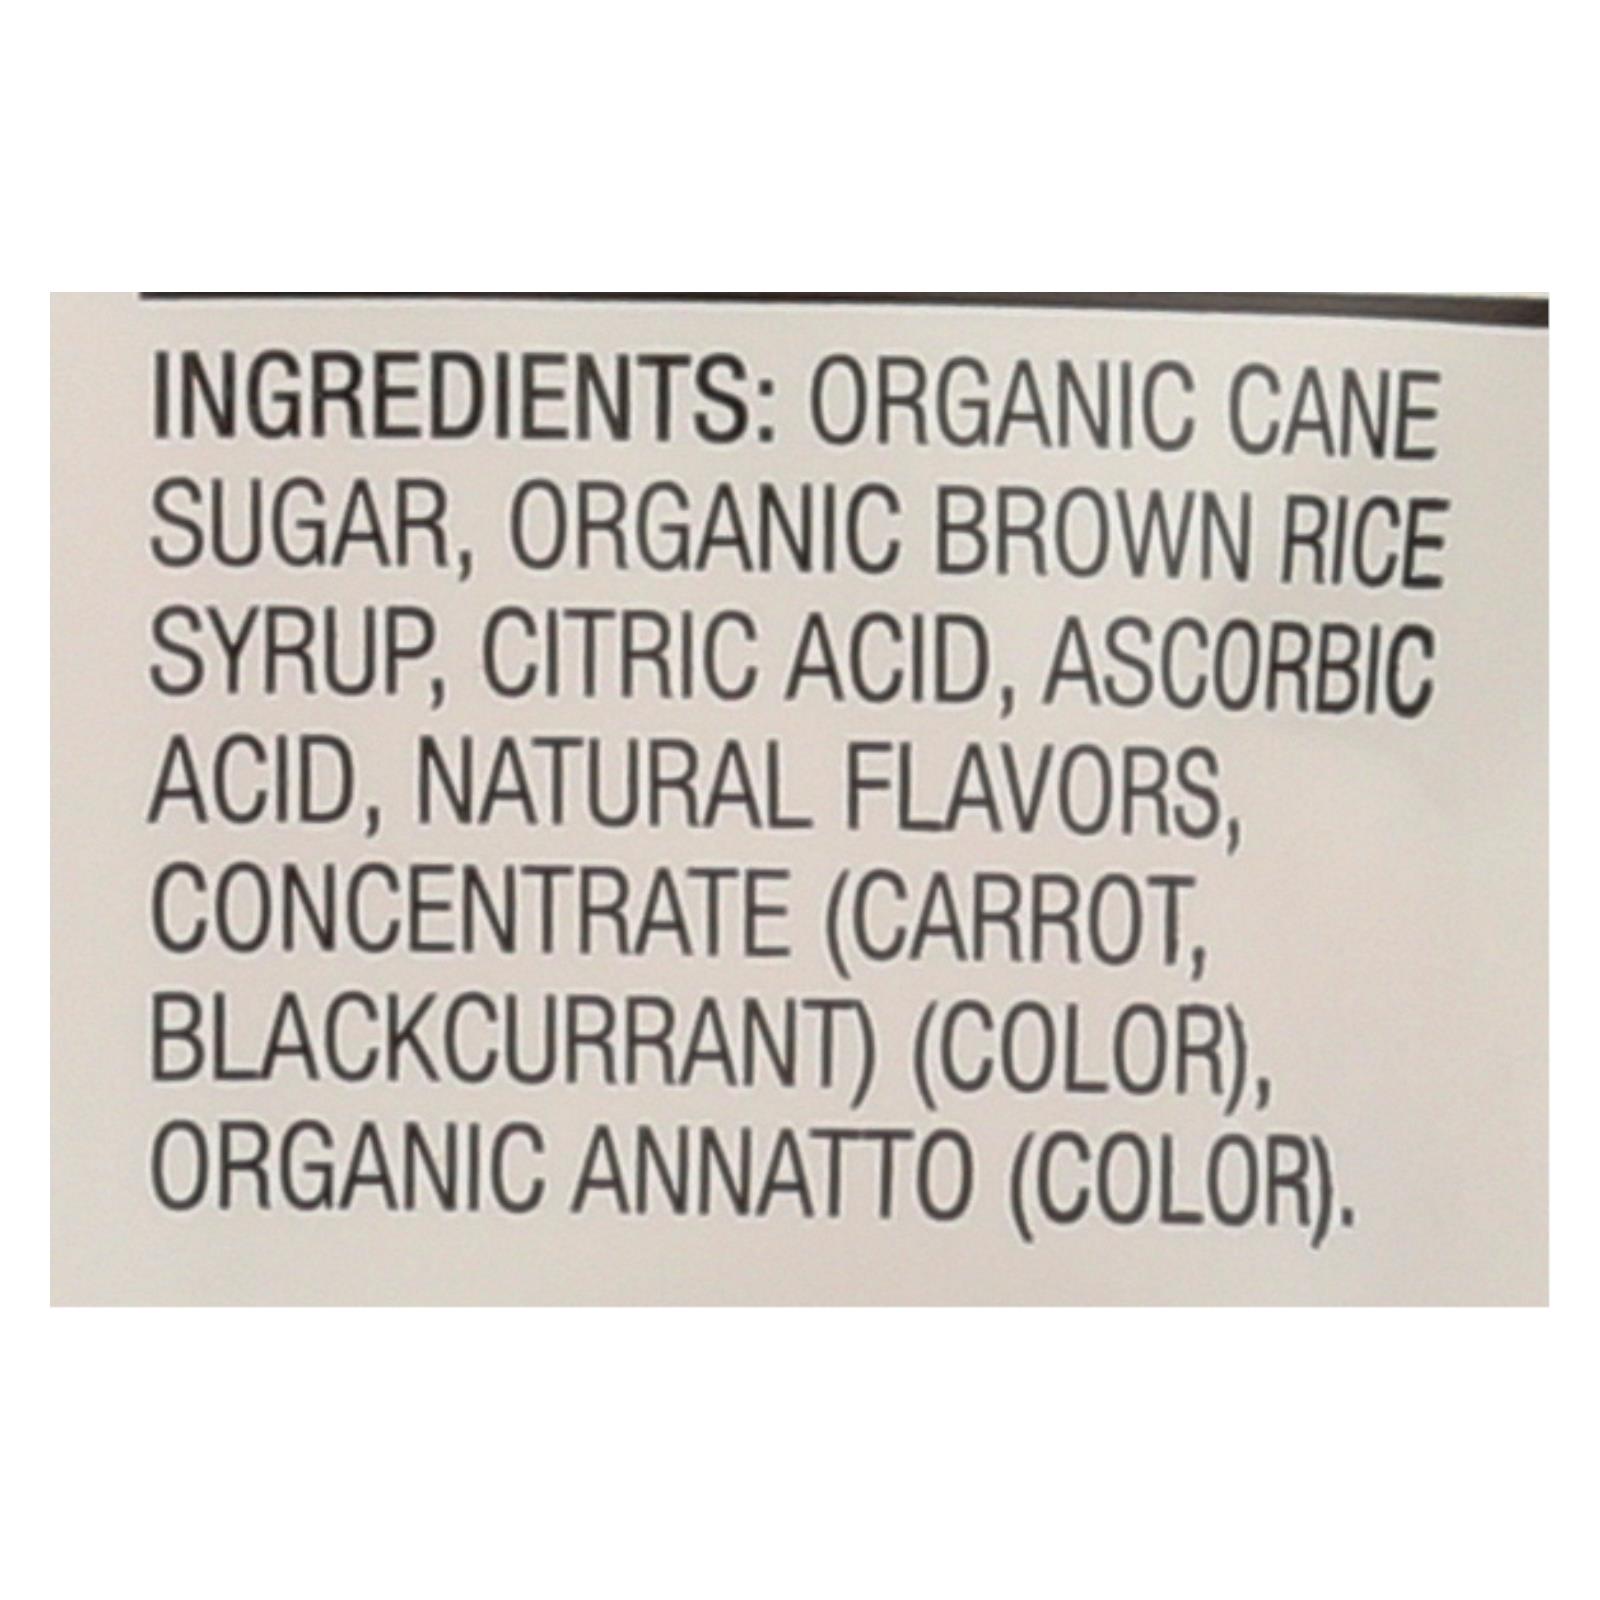 INGREDIENTS: ORGANIC CANE
SUGAR, ORGANIC BROWN RICE
SYRUP, CITRIC ACID, ASCORBIC
ACID, NATURAL FLAVORS,
CONCENTRATE (CARROT,
BLACKCURRANT) (COLOR),
ORGANIC ANNATTO (COLOR).